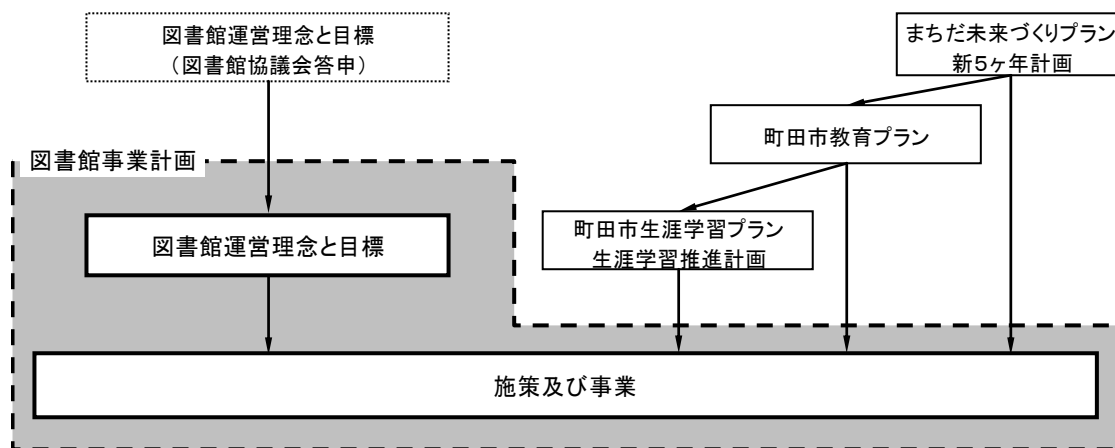 図書館運営理念と目標
（図書館協議会答申）
まちだ未来づくりプラン
新５ヶ年計画
町田市教育プラン
図書館事業計画
町田市生涯学習プラン
生涯学習推進計画
図書館運営理念と目標
施策及び事業